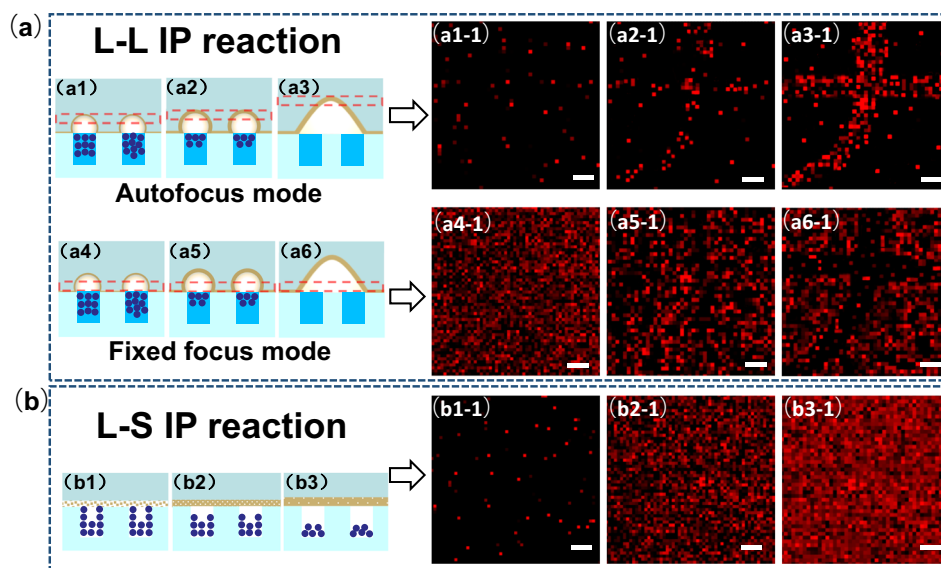 (a)
L-L IP reaction
(a1)
(a2)
(a3)
Autofocus mode
(a1-1)
(a2-1)
(a3-1)
(a4)
(a5)
(a6)
Fixed focus mode
(a4-1)
(a5-1)
(a6-1)
(b)
L-S IP reaction
(b1)
(b2)
(b3)
(b1-1)
(b2-1)
(b3-1)